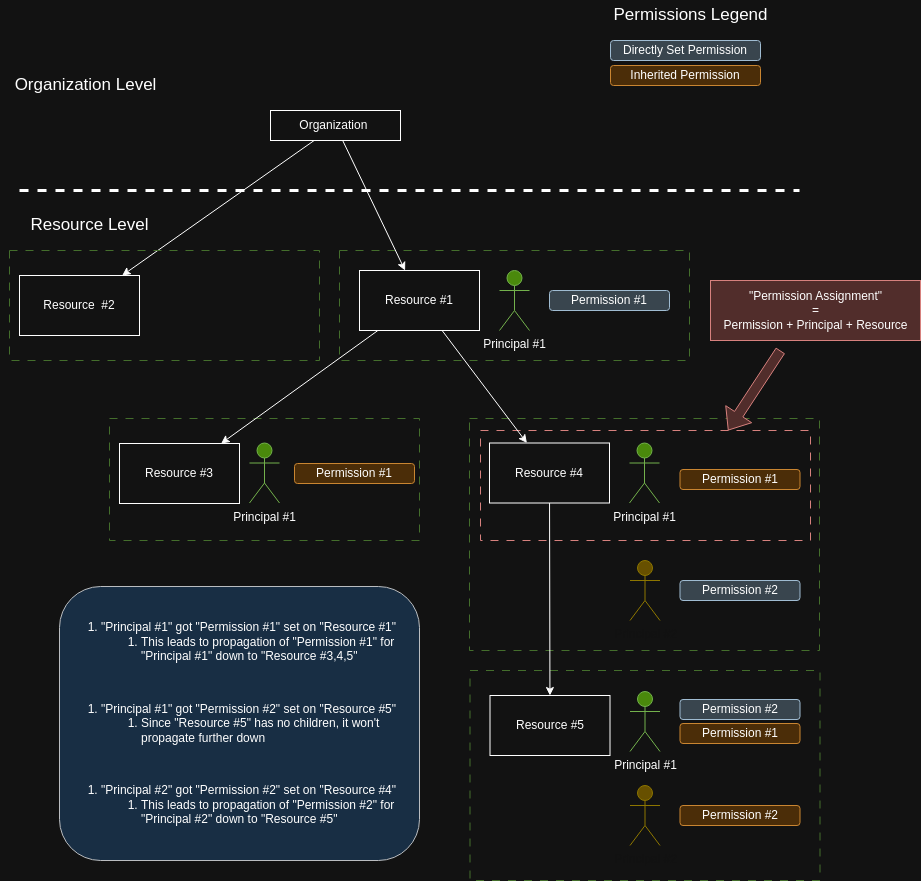 Permissions Legend
Directly Set Permission
Inherited Permission
Organization Level
Organization
Resource Level
Resource  #2
Resource #1
Principal #1
Permission #1
"Permission Assignment"
=
Permission + Principal + Resource
Resource #3
Principal #1
Permission #1
Resource #4
Principal #1
Permission #1
Permission #2
1. "Principal #1" got "Permission #1" set on "Resource #1"
1. This leads to propagation of "Permission #1" for
"Principal #1" down to "Resource #3,4,5"
1. "Principal #1" got "Permission #2" set on "Resource #5"
1. Since "Resource #5" has no children, it won't
propagate further down
1. "Principal #2" got "Permission #2" set on "Resource #4"
1. This leads to propagation of "Permission #2" for
"Principal #2" down to "Resource #5"
Resource #5
Principal #1
Permission #2
Permission #1
Permission #2